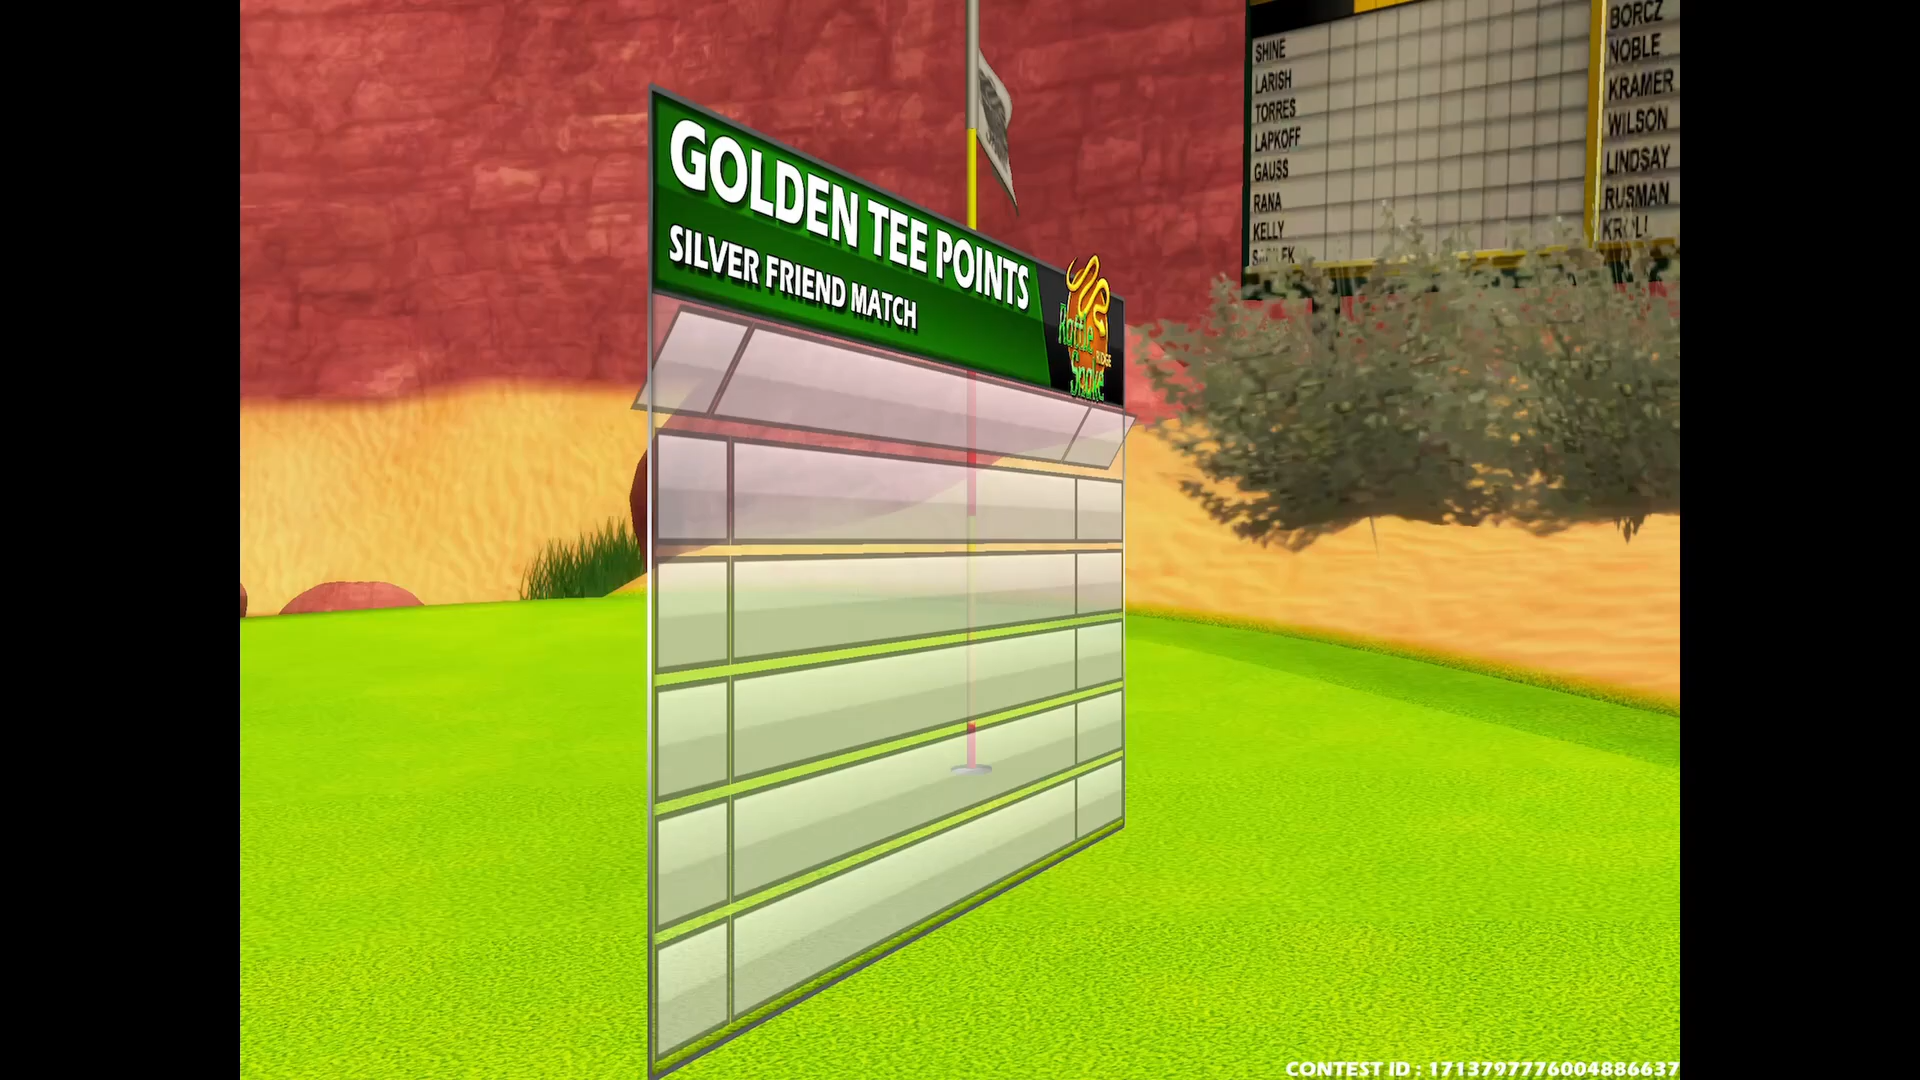 GOLDEN TEE POINTS
SILVER FRIEND MATCH
Rattle
Snake
RIDGE
SHINE
LARISH
TORRES
LAPKOFF
GAUSS
RANA
KELLY
BORCZ
NOBLE
KRAMER
WILSON
LINDSAY
RUSMAN
CONTEST ID : 1713797776004886637